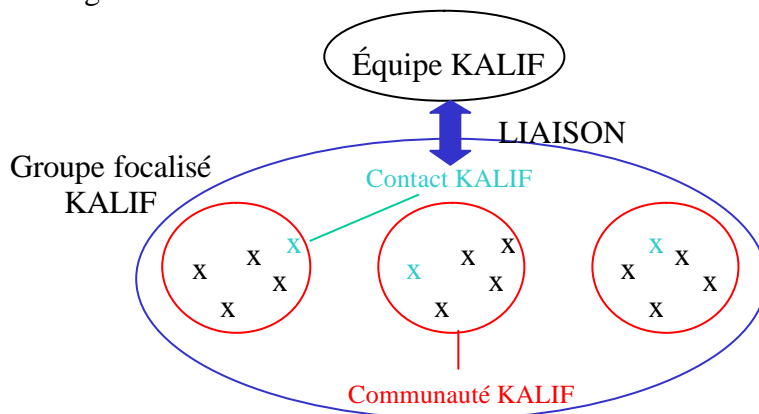 Équipe KALIF
LIAISON
Groupe focalisé
KALIF
Contact KALIF
x
x x x
x x x
x x x
x x x
x x x
Communauté KALIF